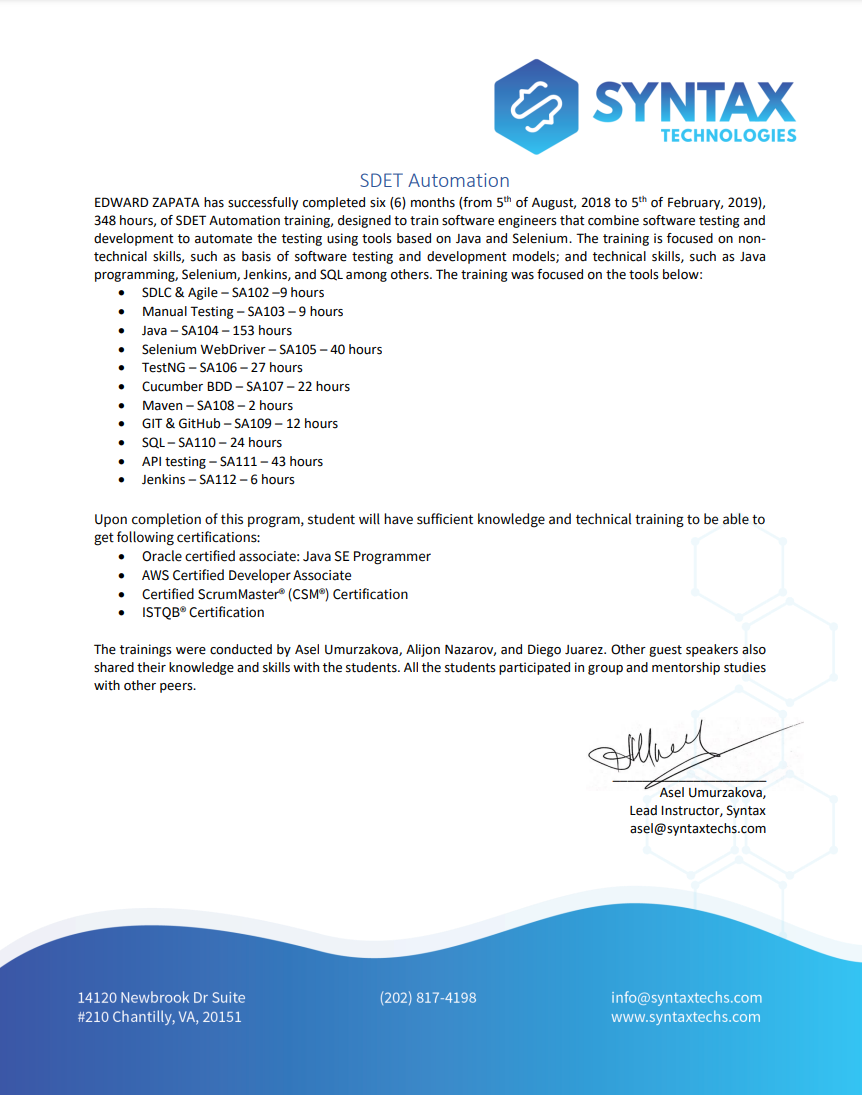 SYNTAX
TECHNOLOGIES
SDET Automation
EDWARD ZAPATA has successfully completed six (6) months (from 5th of August, 2018 to 5th of February, 2019),
348 hours, of SDET Automation training, designed to train software engineers that combine software testing and
development to automate the testing using tools based on Java and Selenium. The training is focused on non-
technical skills, such as basis of software testing and development models; and technical skills, such as Java
programming, Selenium, Jenkins, and SQL among others. The training was focused on the tools below:
• SDLC & Agile – SA102 –9 hours
• Manual Testing – SA103 – 9 hours
• Java – SA104 – 153 hours
• Selenium WebDriver – SA105 – 40 hours
• TestNG – SA106 – 27 hours
• Cucumber BDD – SA107 – 22 hours
• Maven – SA108 – 2 hours
• GIT & GitHub – SA109 – 12 hours
• SQL – SA110 – 24 hours
• API testing – SA111 – 43 hours
• Jenkins – SA112 – 6 hours
Upon completion of this program, student will have sufficient knowledge and technical training to be able to
get following certifications:
• Oracle certified associate: Java SE Programmer
• AWS Certified Developer Associate
• Certified ScrumMaster® (CSM®) Certification
• ISTQB® Certification
The trainings were conducted by Asel Umurzakova, Alijon Nazarov, and Diego Juarez. Other guest speakers also
shared their knowledge and skills with the students. All the students participated in group and mentorship studies
with other peers.
Asel Umurzakova,
Lead Instructor, Syntax
asel@syntaxtechs.com
14120 Newbrook Dr Suite
#210 Chantilly, VA, 20151
(202) 817-4198
info@syntaxtechs.com
www.syntaxtechs.com